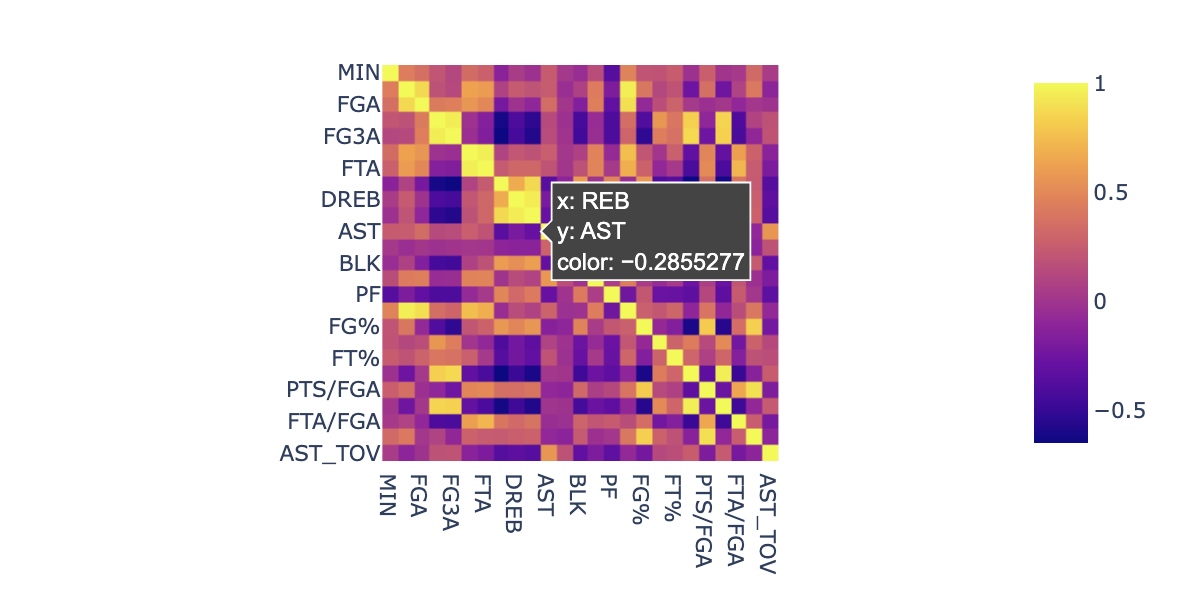 MIN
FGA
FG3A
FTA
DREB
AST
BLK
PF
FG%
FT%
PTS/FGA
FTA/FGA
AST_TOV
x: REB
y: AST
color: −0.2855277
1
0.5
0
−0.5
MIN
FGA
FG3A
FTA
DREB
AST
BLK
PF
FG%
FT%
PTS/FGA
FTA/FGA
AST_TOV